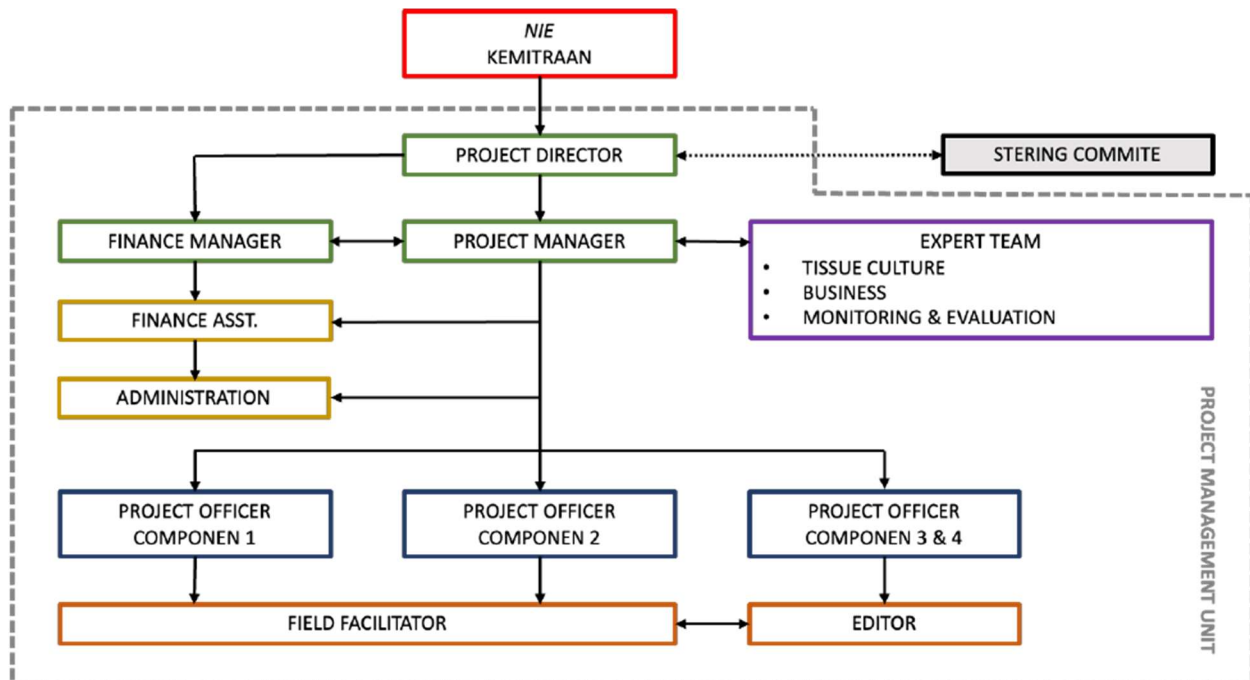 NIE
KEMITRAAN
PROJECT DIRECTOR
STERING COMMITE
FINANCE MANAGER
PROJECT MANAGER
EXPERT TEAM
• TISSUE CULTURE
• BUSINESS
• MONITORING & EVALUATION
FINANCE ASST.
ADMINISTRATION
PROJECT OFFICER
COMPONEN 1
PROJECT OFFICER
COMPONEN 2
PROJECT OFFICER
COMPONEN 3 & 4
FIELD FACILITATOR
EDITOR
PROJECT MANAGEMENT UNIT